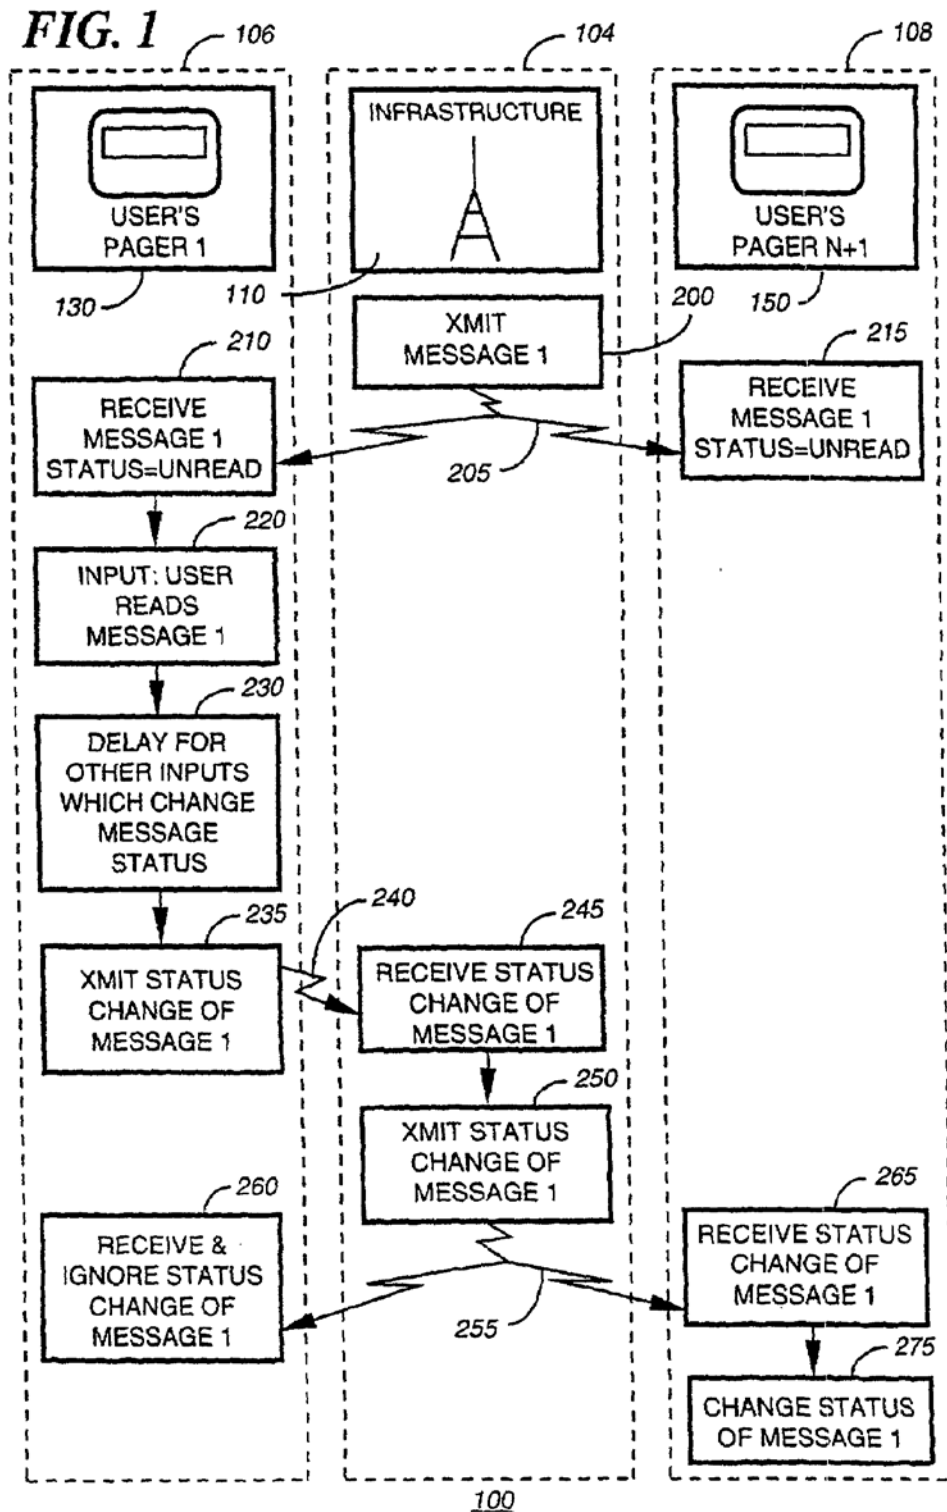 FIG. 1
106
104
108
USER'S
PAGER 1
130
INFRASTRUCTURE
110
USER'S
PAGER N+1
150
XMIT
MESSAGE 1
200
210
RECEIVE
MESSAGE 1
STATUS=UNREAD
205
215
RECEIVE
MESSAGE 1
STATUS=UNREAD
220
INPUT: USER
READS
MESSAGE 1
230
DELAY FOR
OTHER INPUTS
WHICH CHANGE
MESSAGE
STATUS
235
XMIT STATUS
CHANGE OF
MESSAGE 1
240
245
RECEIVE STATUS
CHANGE OF
MESSAGE 1
250
XMIT STATUS
CHANGE OF
MESSAGE 1
260
RECEIVE &
IGNORE STATUS
CHANGE OF
MESSAGE 1
255
265
RECEIVE STATUS
CHANGE OF
MESSAGE 1
275
CHANGE STATUS
OF MESSAGE 1
100